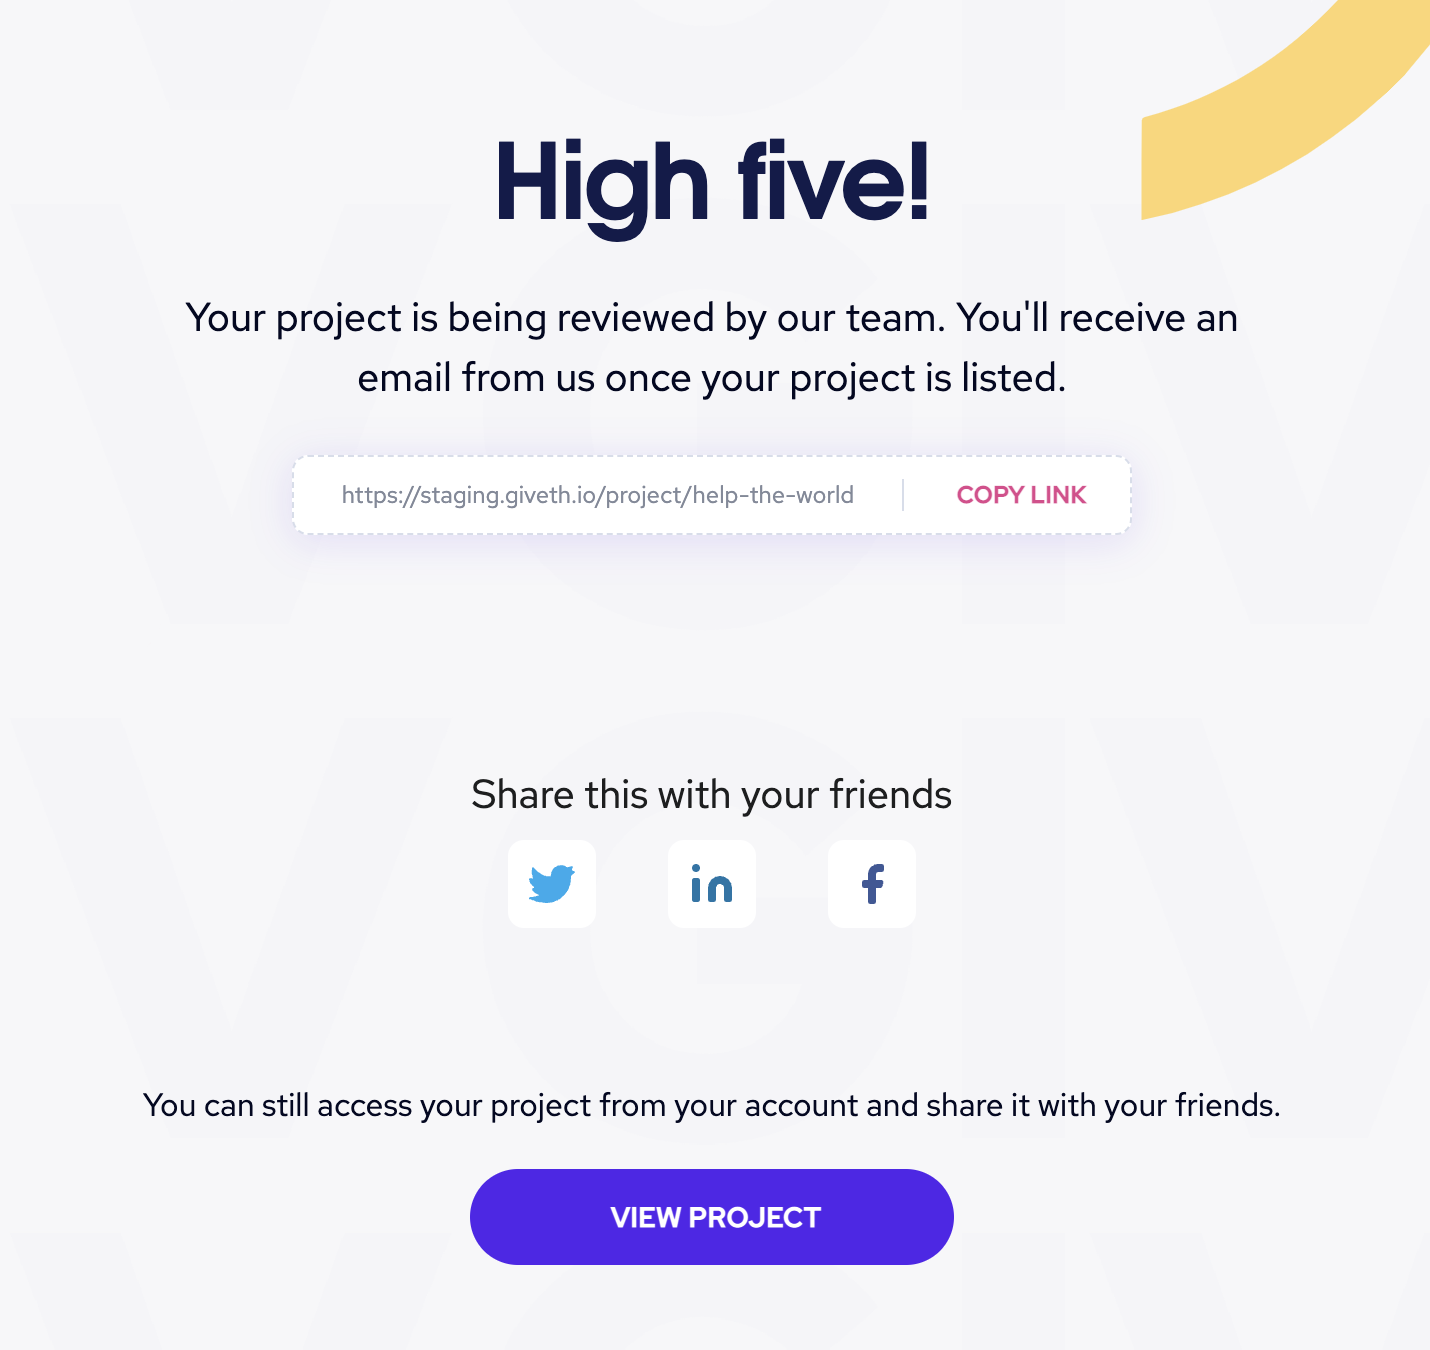 High five!
Your project is being reviewed by our team. You'll receive an
email from us once your project is listed.
https://staging.giveth.io/project/help-the-world
COPY LINK
Share this with your friends
You can still access your project from your account and share it with your friends.
VIEW PROJECT